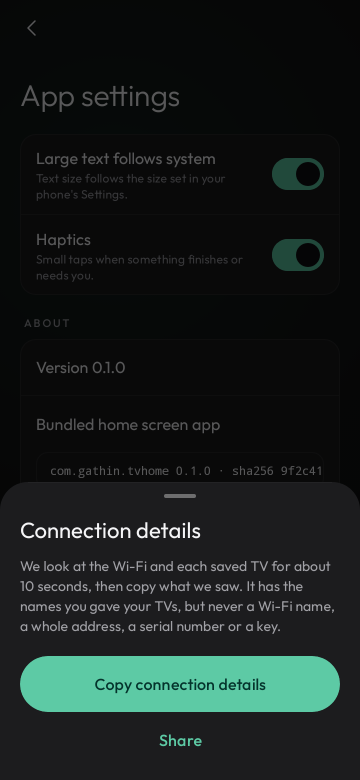 App settings
Large text follows system
Text size follows the size set in your
phone's Settings.
Haptics
Small taps when something finishes or
needs you.
ABOUT
Version 0.1.0
Bundled home screen app
com.gathin.tvhome 0.1.0 · sha256 9f2c41
Connection details
We look at the Wi-Fi and each saved TV for about
10 seconds, then copy what we saw. It has the
names you gave your TVs, but never a Wi-Fi name,
a whole address, a serial number or a key.
Copy connection details
Share